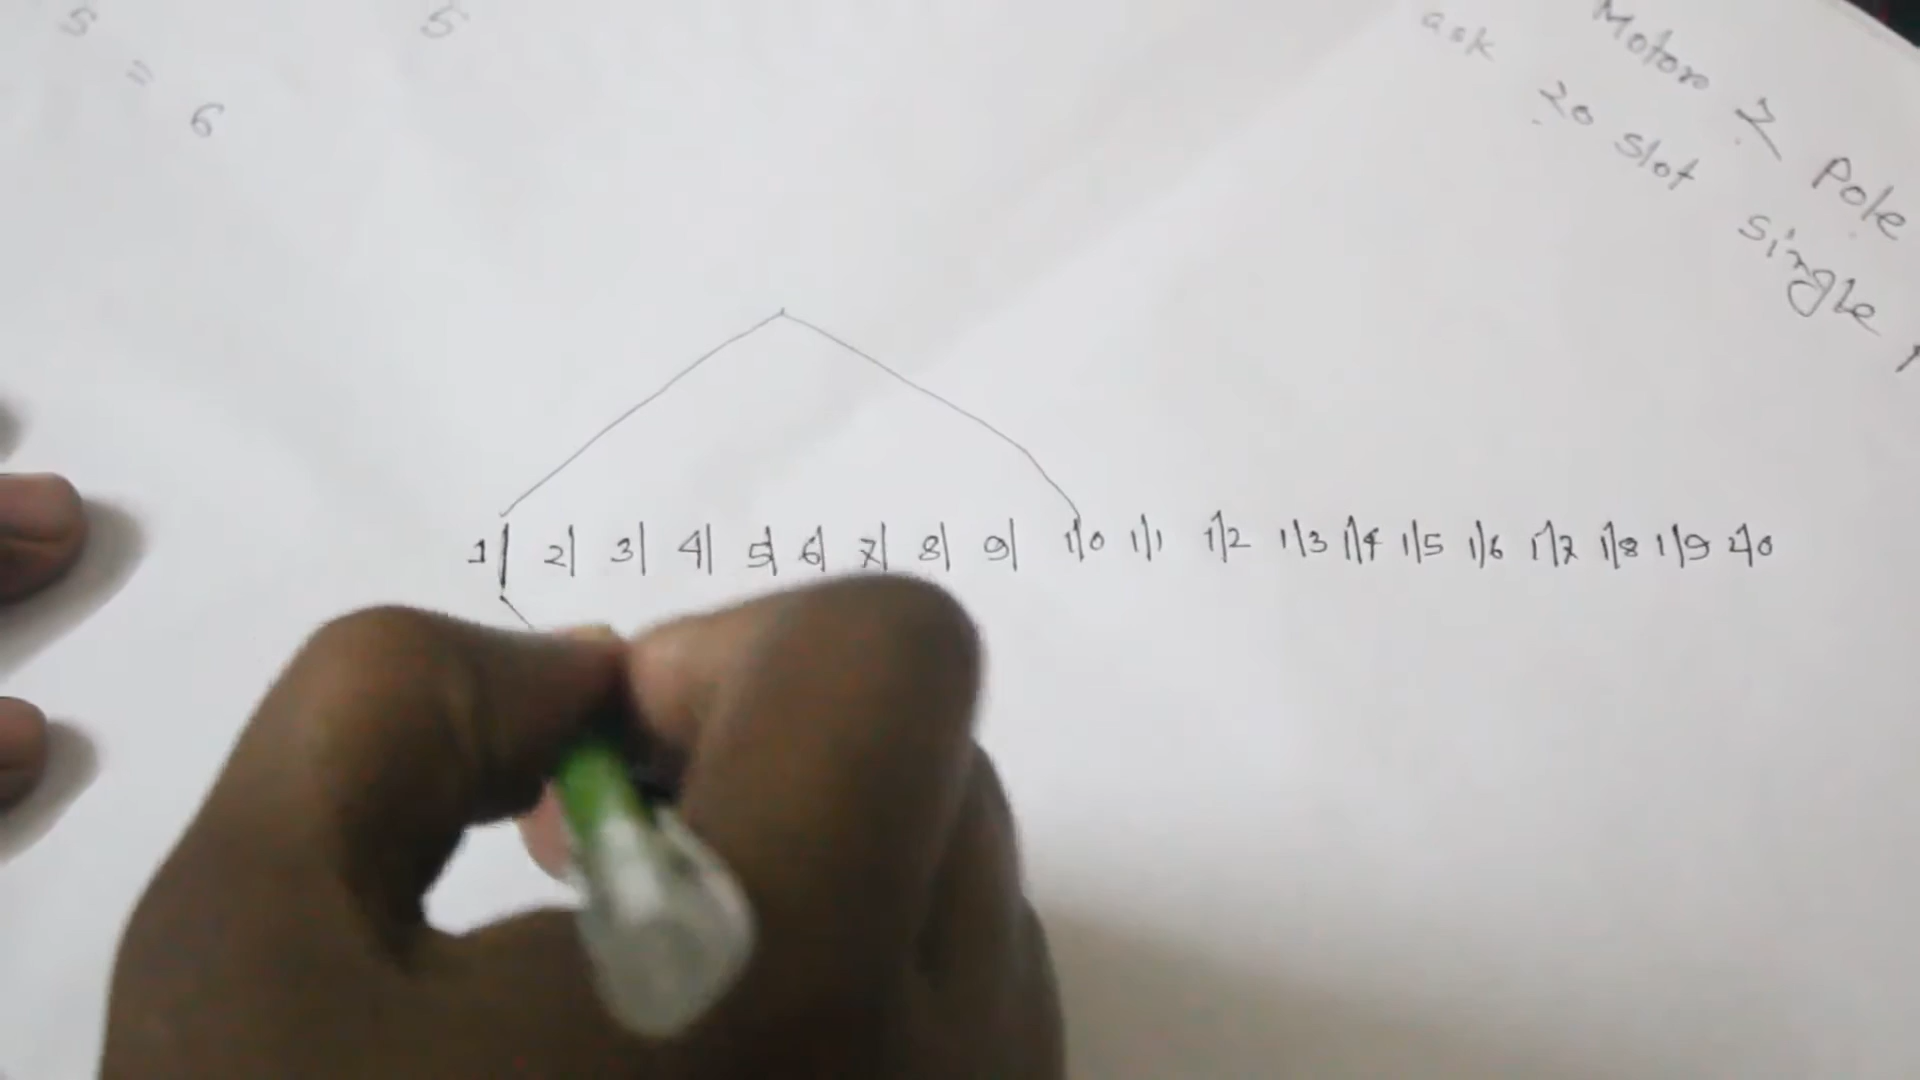 5 5
=
6
Motor 2 Pole
ask 20 slot single
1 2 3 4 5 6 7 8 9 10 11 12 13 14 15 16 17 18 19 20